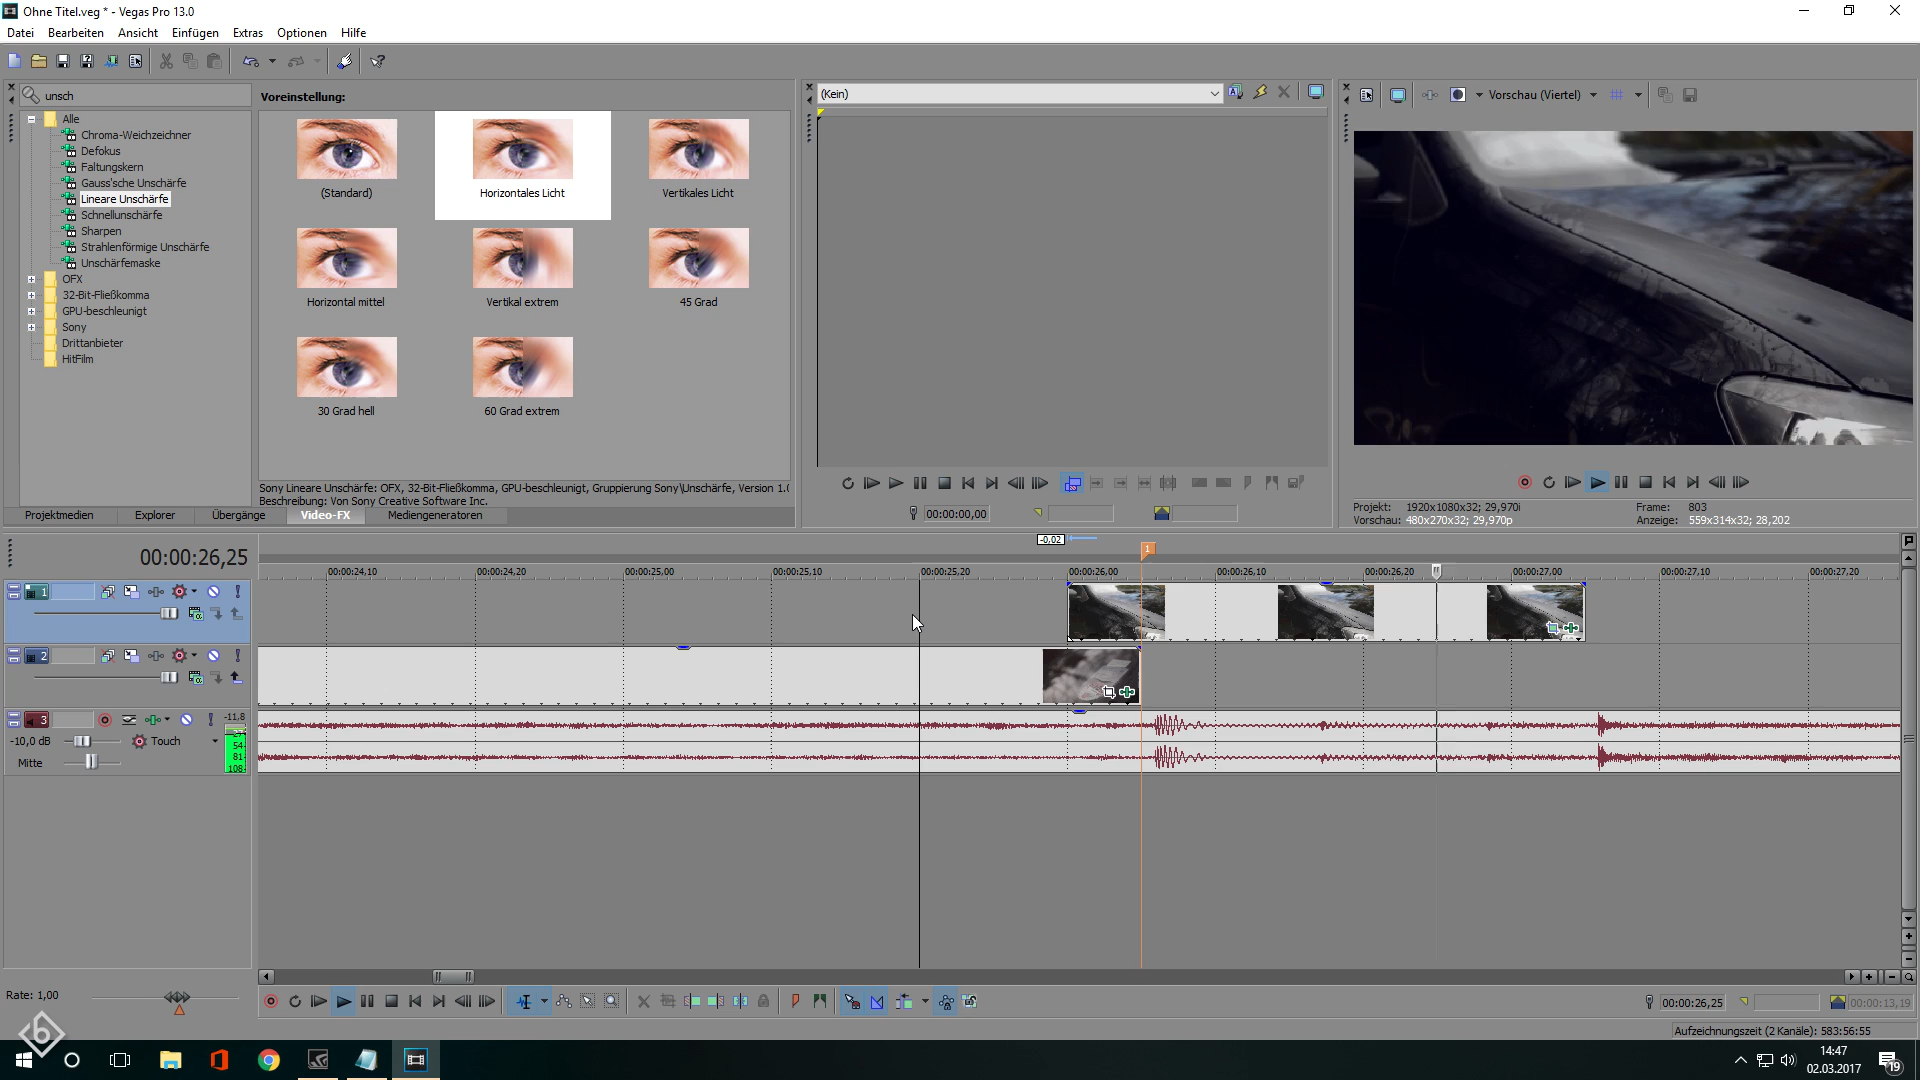 Ohne Titel.veg * - Vegas Pro 13.0
Datei Bearbeiten Ansicht Einfügen Extras Optionen Hilfe
unsch
Alle
Chroma-Weichzeichner
Defokus
Faltungskern
Gauss'sche Unschärfe
Lineare Unschärfe
Schnellunschärfe
Sharpen
Strahlenförmige Unschärfe
Unschärfemaske
OFX
32-Bit-Fließkomma
GPU-beschleunigt
Sony
Drittanbieter
HitFilm
Voreinstellung:
(Standard) Horizontales Licht Vertikales Licht
Horizontal mittel Vertikal extrem 45 Grad
30 Grad hell 60 Grad extrem
Sony Lineare Unschärfe: OFX, 32-Bit-Fließkomma, GPU-beschleunigt, Gruppierung Sony\Unschärfe, Version 1.0
Beschreibung: Von Sony Creative Software Inc.
Projektmedien Explorer Übergänge Video-FX Mediengeneratoren
(Kein)
00:00:00,00
Vorschau (Viertel)
Projekt: 1920x1080x32; 29,970i Frame: 803
Vorschau: 480x270x32; 29,970p Anzeige: 559x314x32; 28,202
00:00:26,25
-0,02
1
00:00:24,10 00:00:24,20 00:00:25,00 00:00:25,10 00:00:25,20 00:00:26,00 00:00:26,10 00:00:26,20 00:00:27,00 00:00:27,10 00:00:27,20
1
2
3
-11,8
-10,0 dB Touch
54
81
108
Mitte
Rate: 1,00
00:00:26,25
00:00:13,19
Aufzeichnungszeit (2 Kanäle): 583:56:55
14:47
02.03.2017
19